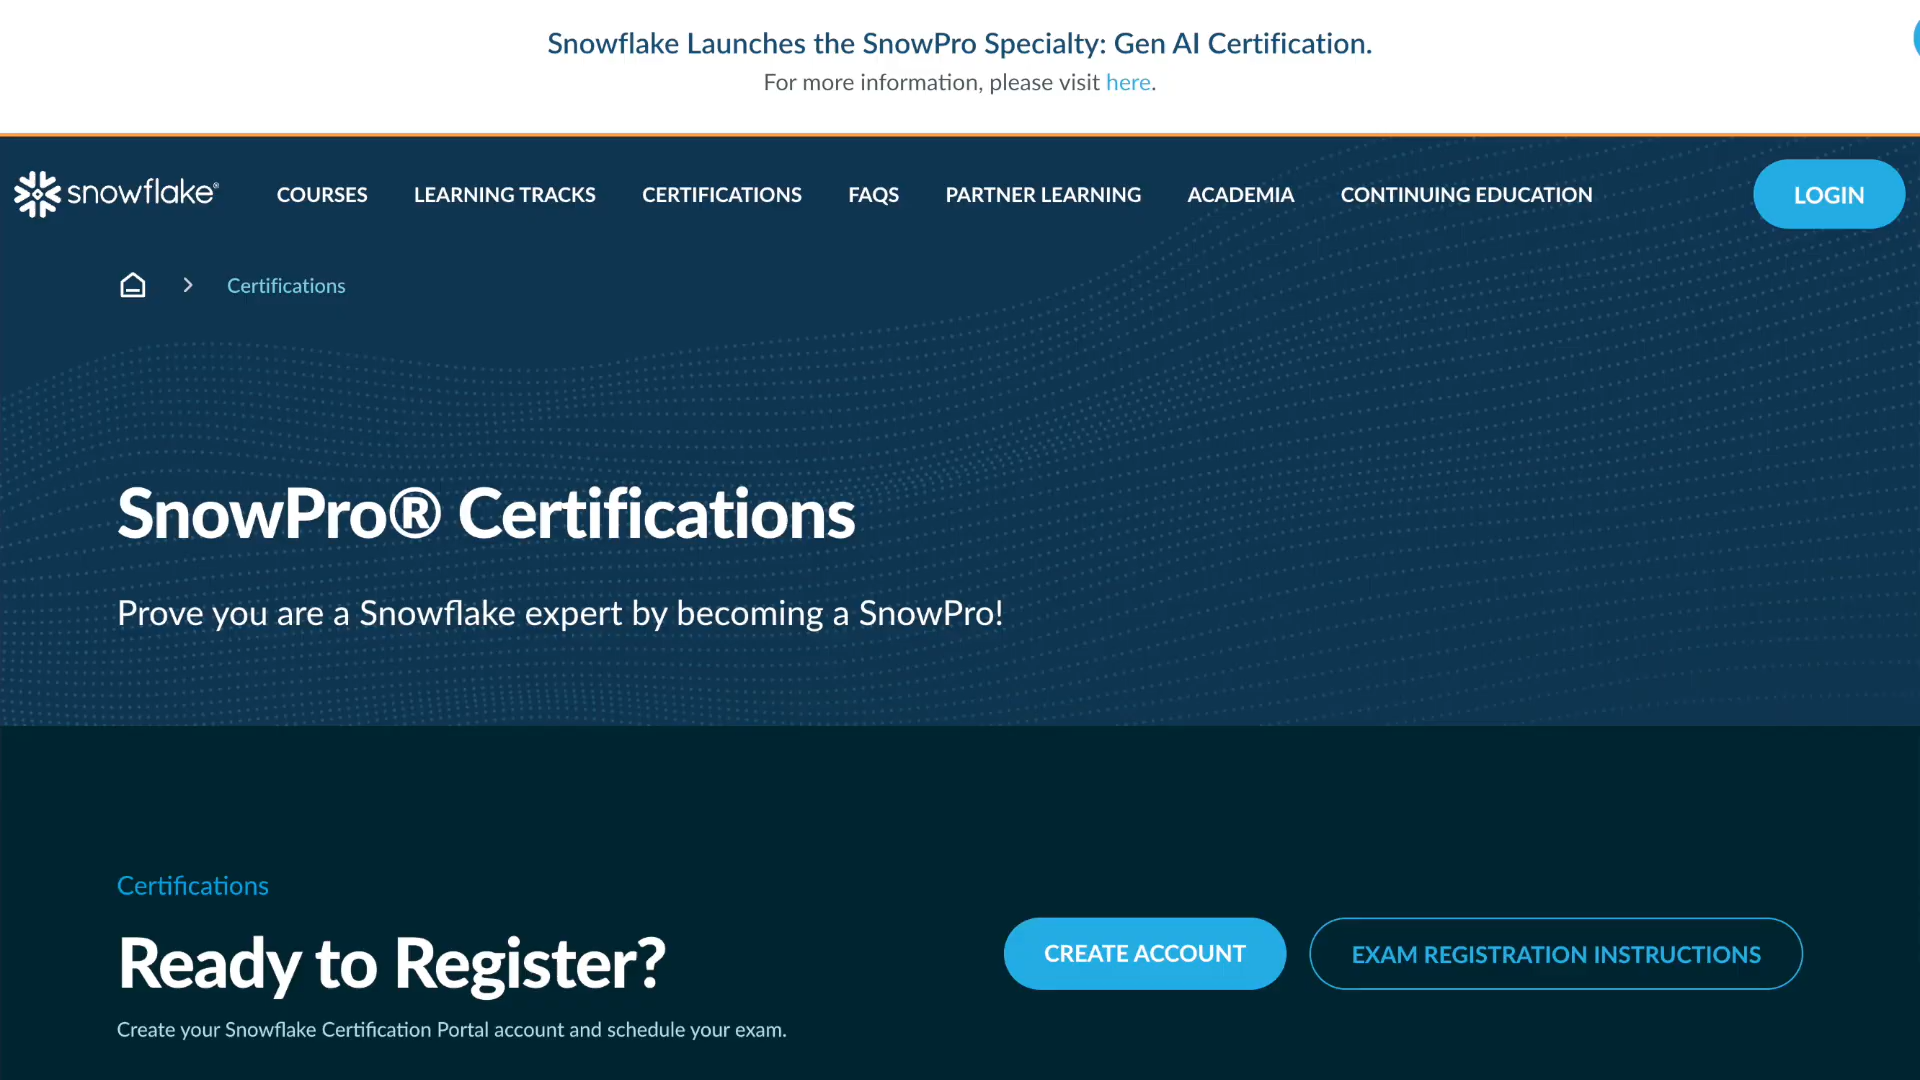 Snowflake Launches the SnowPro Specialty: Gen AI Certification.
For more information, please visit here.
snowflake®
COURSES
LEARNING TRACKS
CERTIFICATIONS
FAQS
PARTNER LEARNING
ACADEMIA
CONTINUING EDUCATION
LOGIN
Certifications
SnowPro® Certifications
Prove you are a Snowflake expert by becoming a SnowPro!
Certifications
Ready to Register?
Create your Snowflake Certification Portal account and schedule your exam.
CREATE ACCOUNT
EXAM REGISTRATION INSTRUCTIONS